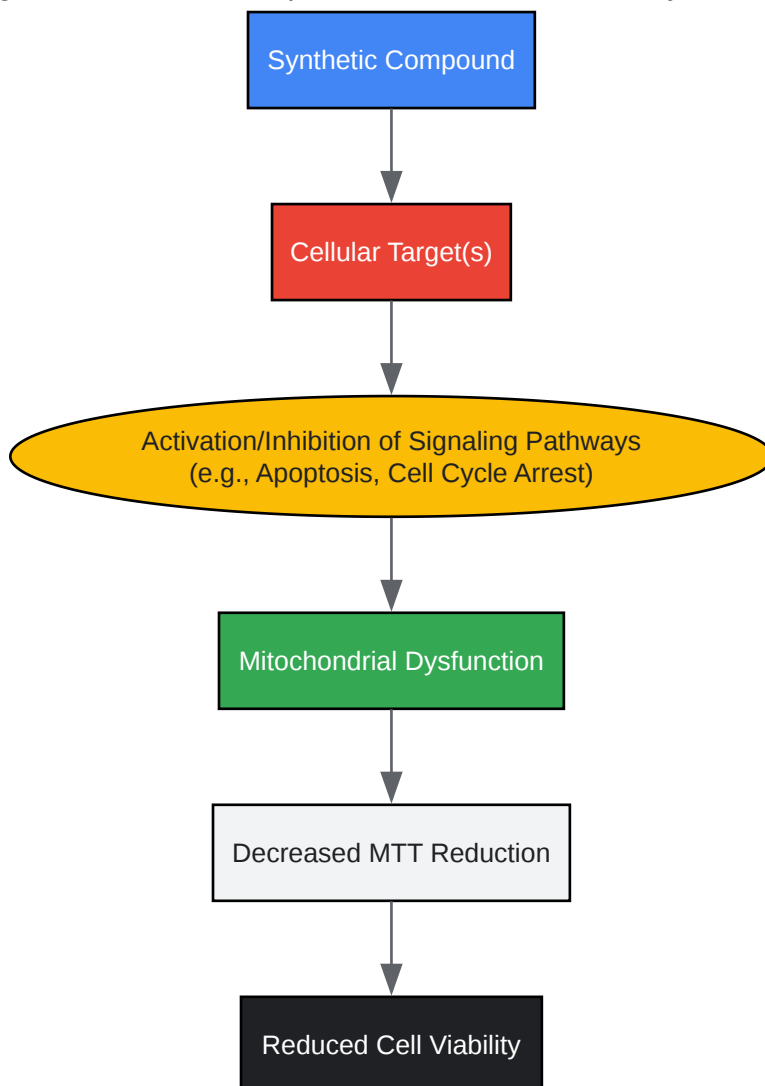 Synthetic Compound
Cellular Target(s)
Activation/Inhibition of Signaling Pathways
(e.g., Apoptosis, Cell Cycle Arrest)
Mitochondrial Dysfunction
Decreased MTT Reduction
Reduced Cell Viability